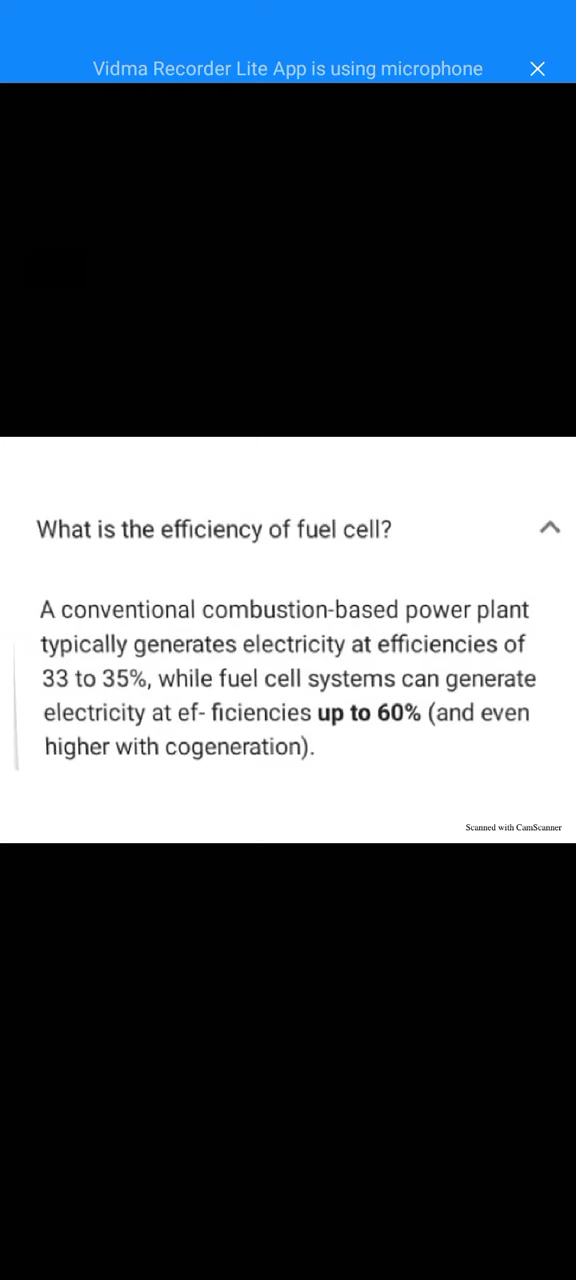 Vidma Recorder Lite App is using microphone
What is the efficiency of fuel cell?
A conventional combustion-based power plant
typically generates electricity at efficiencies of
33 to 35%, while fuel cell systems can generate
electricity at ef- ficiencies up to 60% (and even
higher with cogeneration).
Scanned with CamScanner